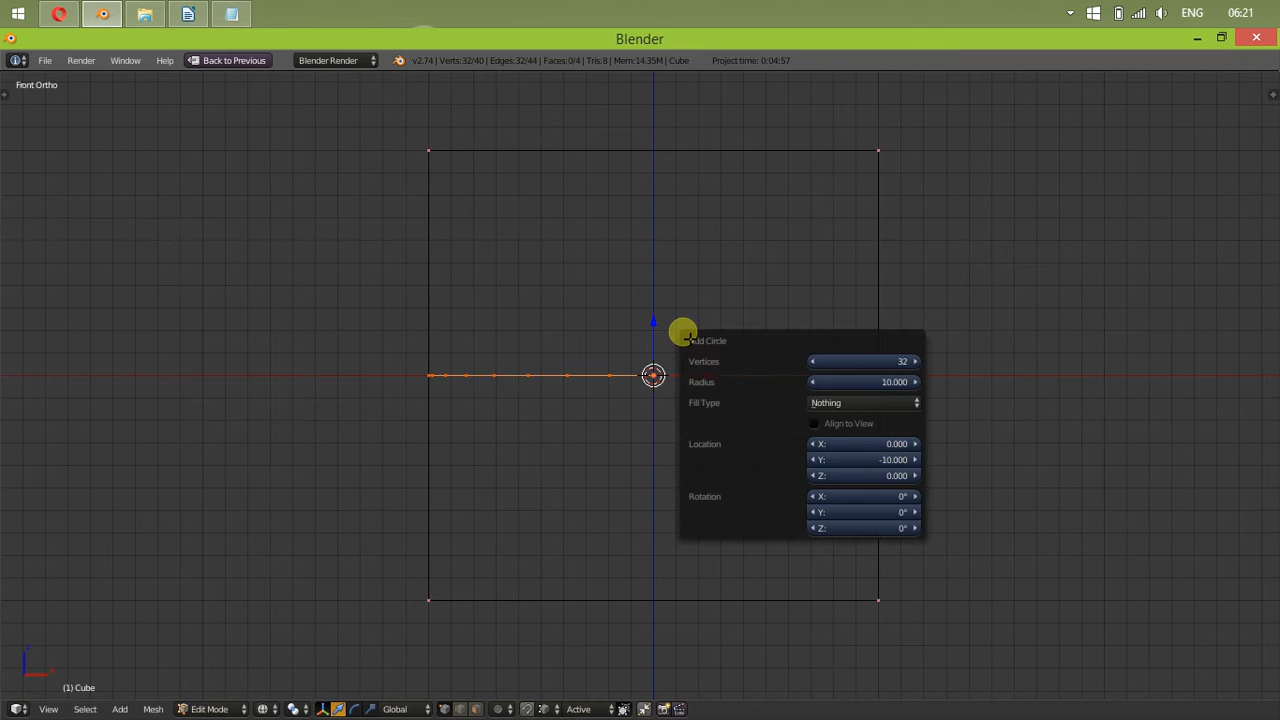 ENG 06:21
Blender
File Render Window Help Back to Previous Blender Render v2.74 | Verts:32/40 | Edges:32/44 | Faces:0/4 | Tris:8 | Mem:14.35M | Cube Project time: 0:04:57
Front Ortho
Add Circle
Vertices 32
Radius 10.000
Fill Type Nothing
Align to View
Location X: 0.000
Y: -10.000
Z: 0.000
Rotation X: 0°
Y: 0°
Z: 0°
(1) Cube
View Select Add Mesh Edit Mode Global Active